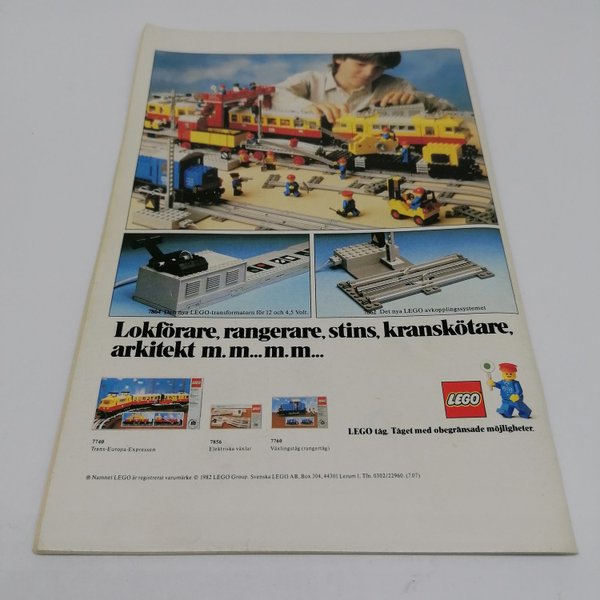 7864 Den nya LEGO-transformatorn för 12 och 4,5 Volt.
7862 Det nya LEGO avkopplingssystemet
Lokförare, rangerare, stins, kranskötare,
arkitekt m.m...m.m...
LEGO
LEGO tåg. Tåget med obegränsade möjligheter.
7740
Trans-Europa-Expressen
7856
Elektriska växlar
7760
Växlingståg (rangertåg)
® Namnet LEGO är registrerat varumärke. © 1982 LEGO Group. Svenska LEGO AB, Box 304, 44301 Lerum 1. Tfn. 0302/22960. (7.07)